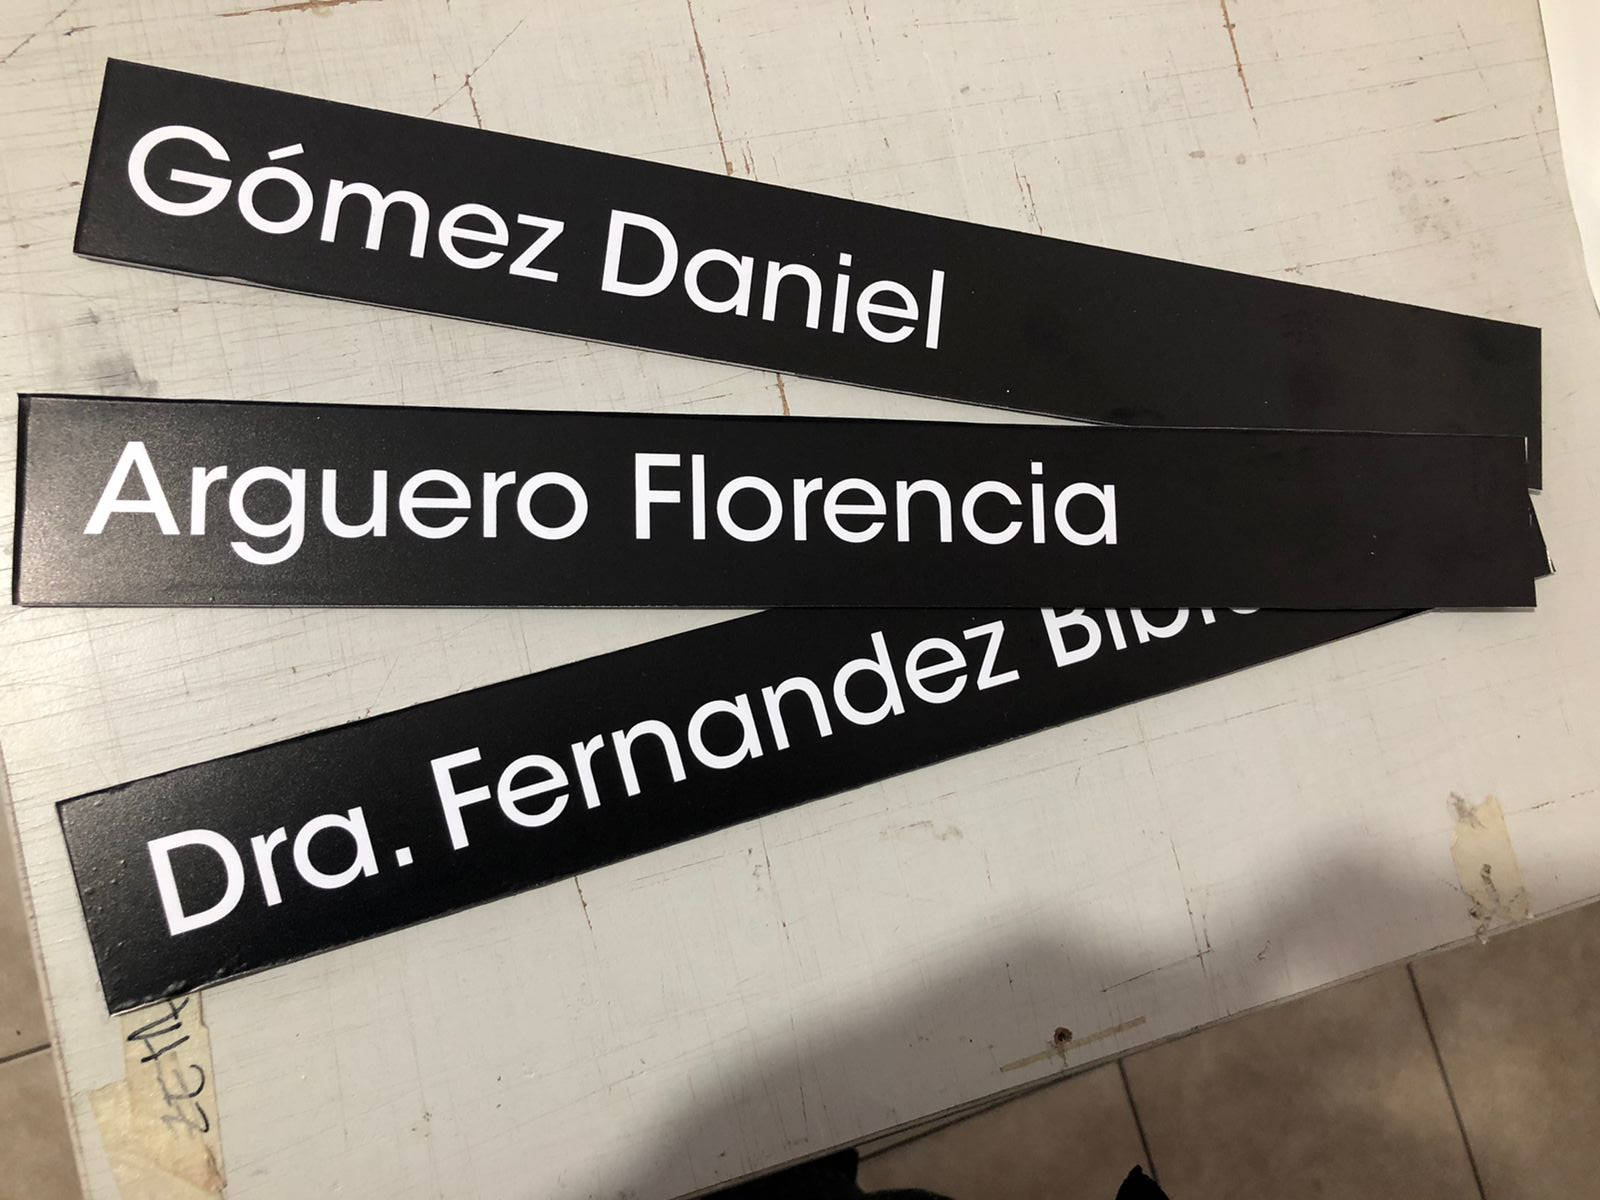 Gómez Daniel
Arguero Florencia
Dra. Fernandez